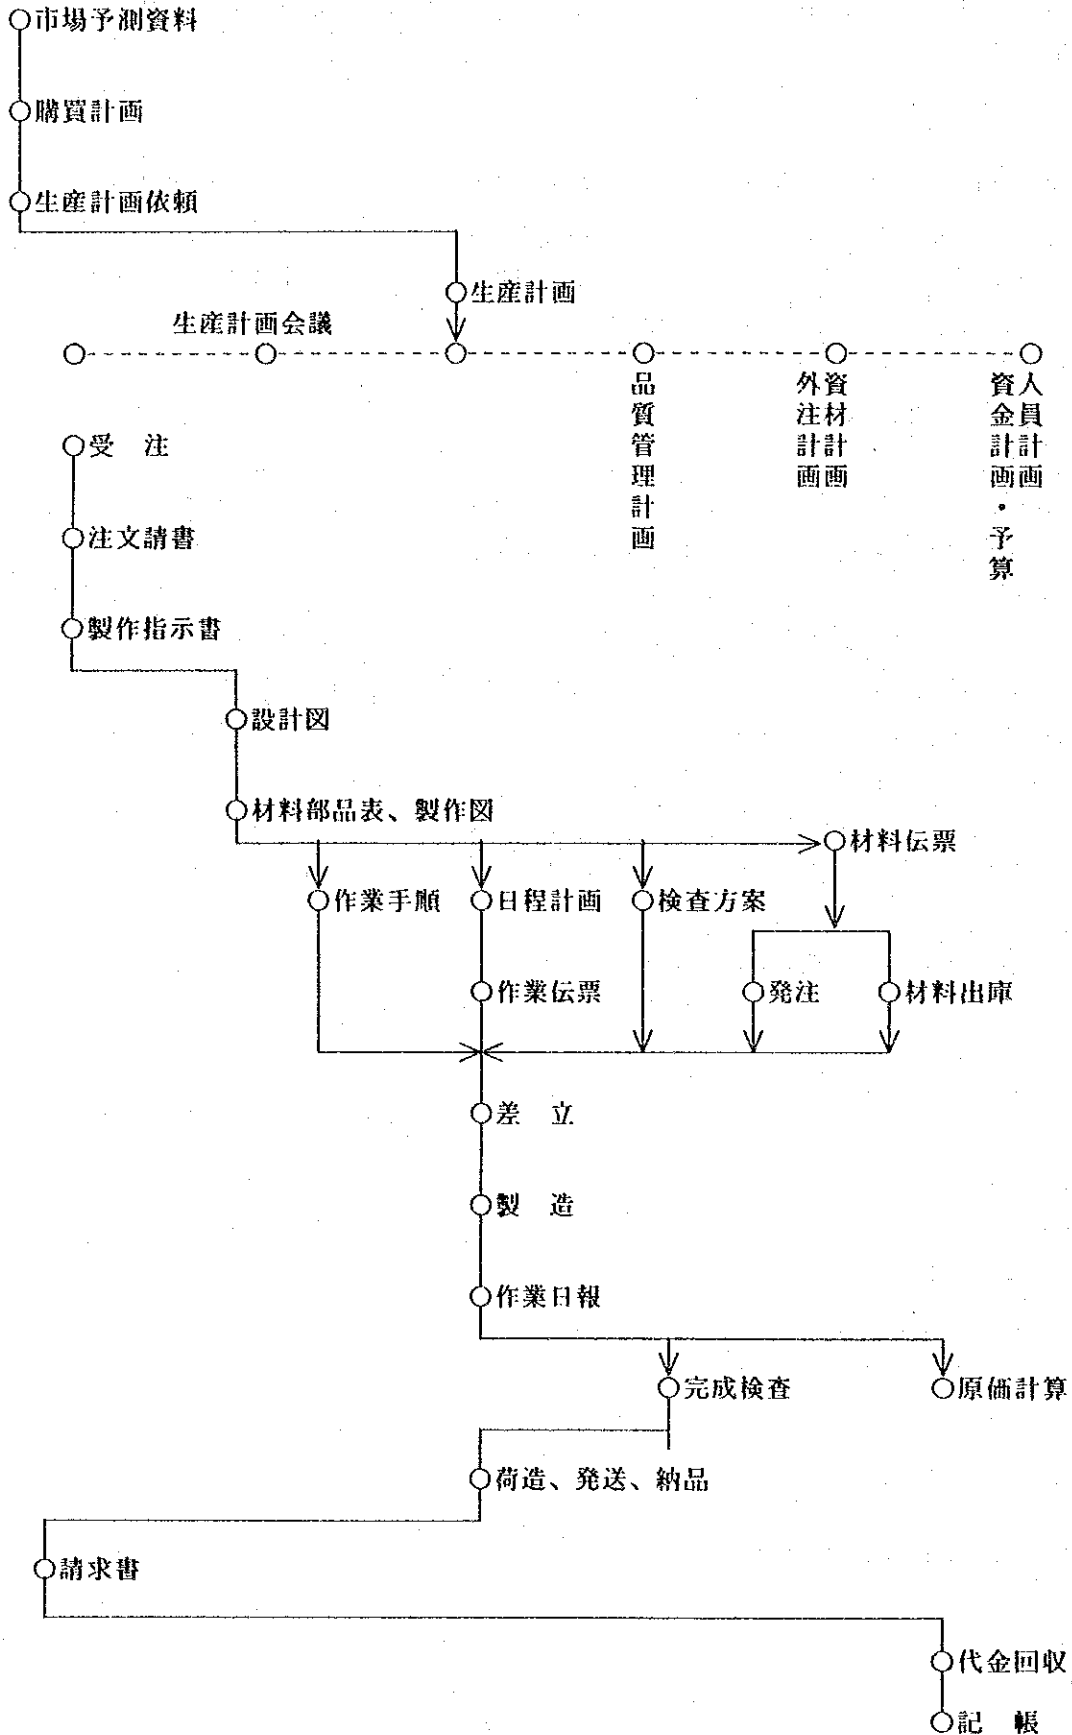 市場予測資料
購買計画
生産計画依頼
生産計画
生産計画会議
品質管理計画
資材計画
外注計画
人員計画
資金計画・予算
受　注
注文請書
製作指示書
設計図
材料部品表、製作図
材料伝票
作業手順
日程計画
検査方案
作業伝票
発注
材料出庫
差　立
製　造
作業日報
完成検査
原価計算
荷造、発送、納品
請求書
代金回収
記　帳